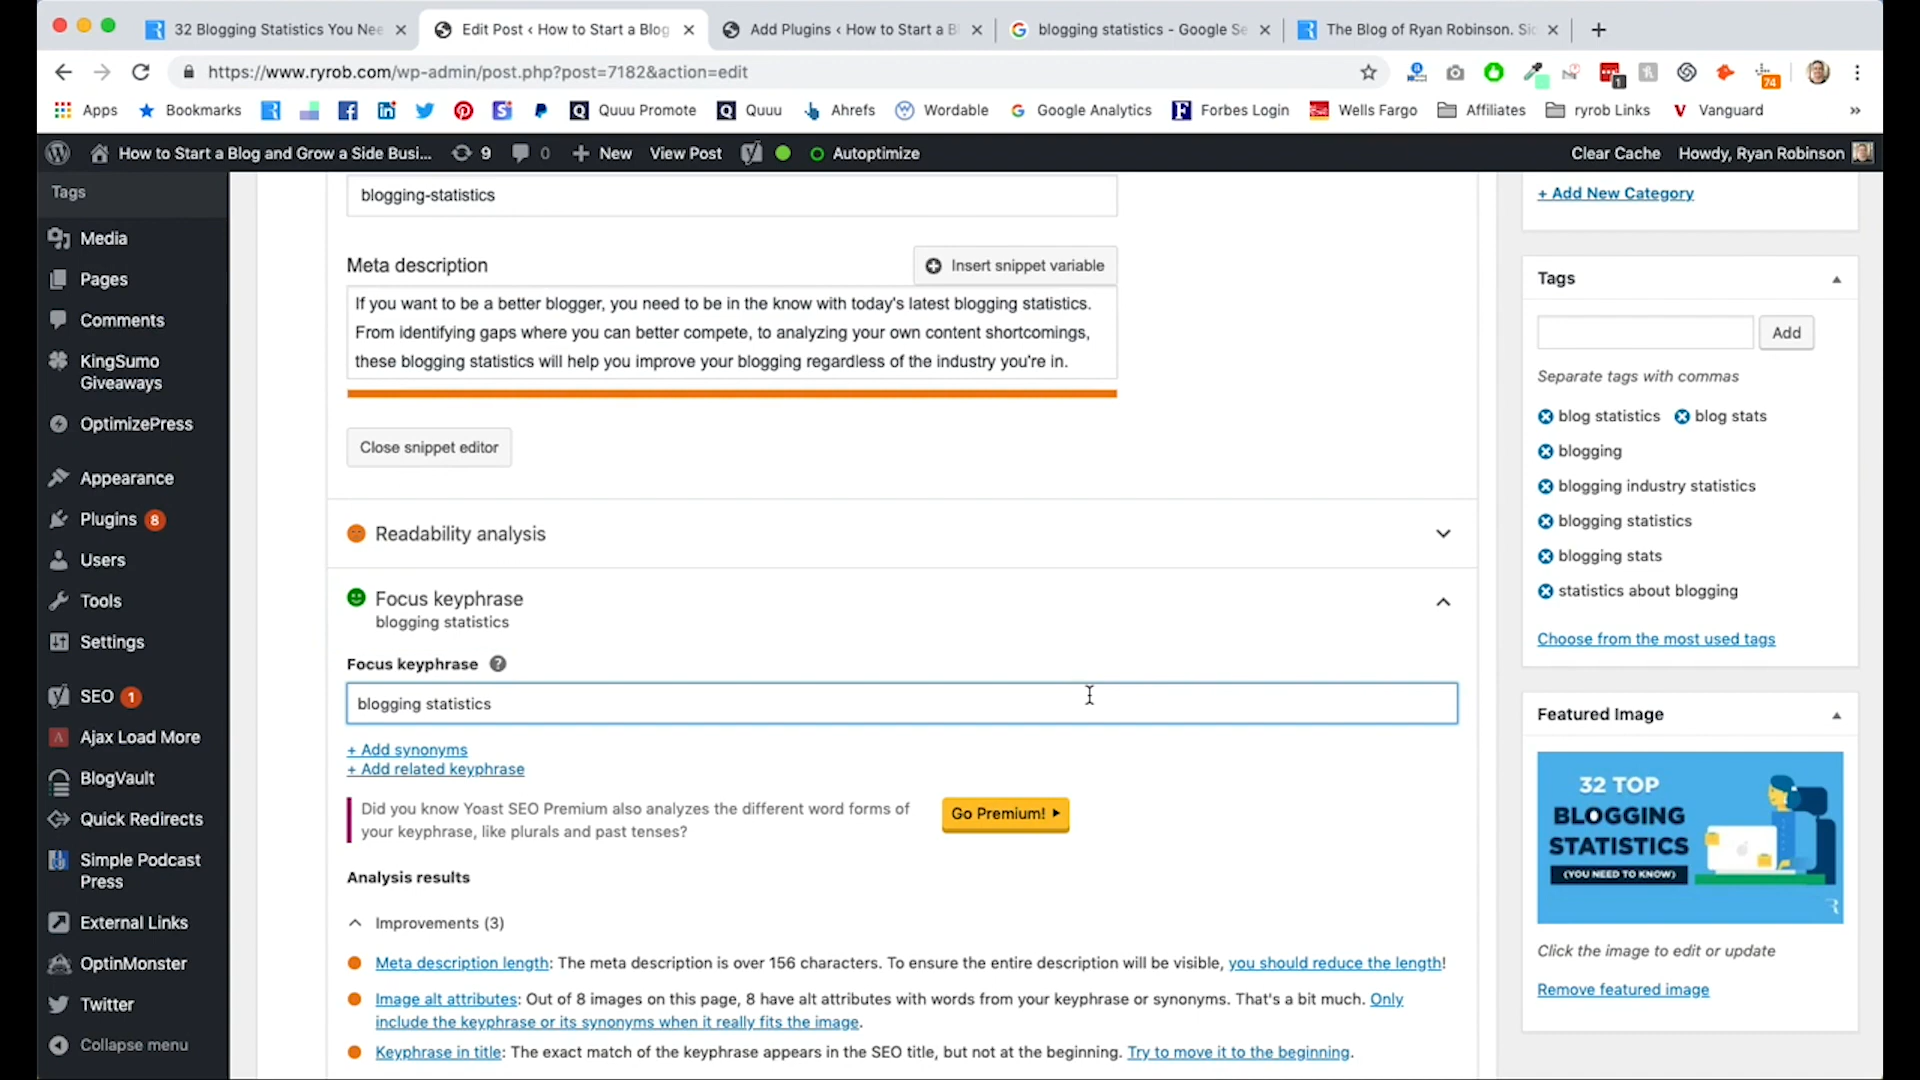 32 Blogging Statistics You Nee
Edit Post ‹ How to Start a Blog
Add Plugins ‹ How to Start a Bl
blogging statistics - Google Se
The Blog of Ryan Robinson. Sid
https://www.ryrob.com/wp-admin/post.php?post=7182&action=edit
1
74
Apps
Bookmarks
Quuu Promote
Quuu
Ahrefs
Wordable
Google Analytics
Forbes Login
Wells Fargo
Affiliates
ryrob Links
Vanguard
»
How to Start a Blog and Grow a Side Busi...
9
0
New
View Post
Autoptimize
Clear Cache
Howdy, Ryan Robinson
Tags
Media
Pages
Comments
KingSumo
Giveaways
OptimizePress
Appearance
Plugins 8
Users
Tools
Settings
SEO 1
Ajax Load More
BlogVault
Quick Redirects
Simple Podcast
Press
External Links
OptinMonster
Twitter
Collapse menu
blogging-statistics
Meta description
Insert snippet variable
If you want to be a better blogger, you need to be in the know with today's latest blogging statistics.
From identifying gaps where you can better compete, to analyzing your own content shortcomings,
these blogging statistics will help you improve your blogging regardless of the industry you're in.
Close snippet editor
Readability analysis
Focus keyphrase
blogging statistics
Focus keyphrase ?
blogging statistics
+ Add synonyms
+ Add related keyphrase
Did you know Yoast SEO Premium also analyzes the different word forms of
your keyphrase, like plurals and past tenses?
Go Premium!
Analysis results
Improvements (3)
Meta description length: The meta description is over 156 characters. To ensure the entire description will be visible, you should reduce the length!
Image alt attributes: Out of 8 images on this page, 8 have alt attributes with words from your keyphrase or synonyms. That's a bit much. Only
include the keyphrase or its synonyms when it really fits the image.
Keyphrase in title: The exact match of the keyphrase appears in the SEO title, but not at the beginning. Try to move it to the beginning.
+ Add New Category
Tags
Add
Separate tags with commas
blog statistics
blog stats
blogging
blogging industry statistics
blogging statistics
blogging stats
statistics about blogging
Choose from the most used tags
Featured Image
32 TOP
BLOGGING
STATISTICS
(YOU NEED TO KNOW)
Click the image to edit or update
Remove featured image